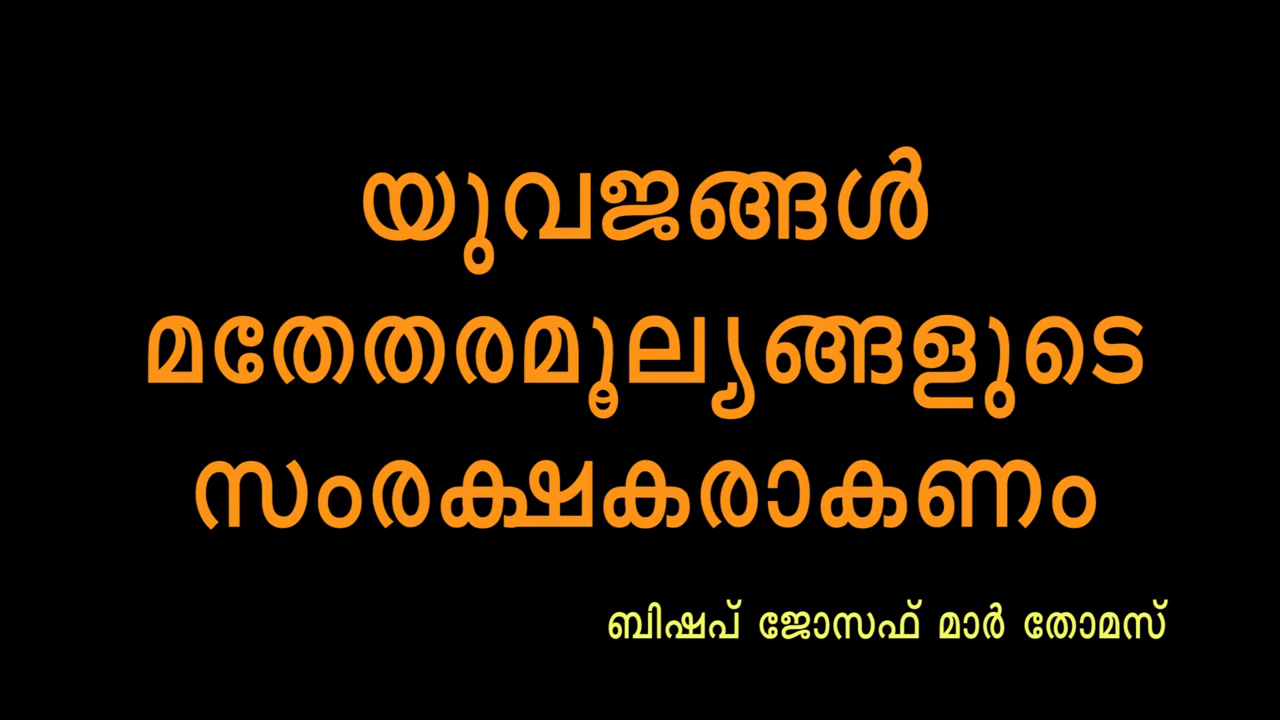 യുവജങ്ങൾ
മതേതരമൂല്യങ്ങളുടെ
സംരക്ഷകരാകണം
ബിഷപ് ജോസഫ് മാർ തോമസ്